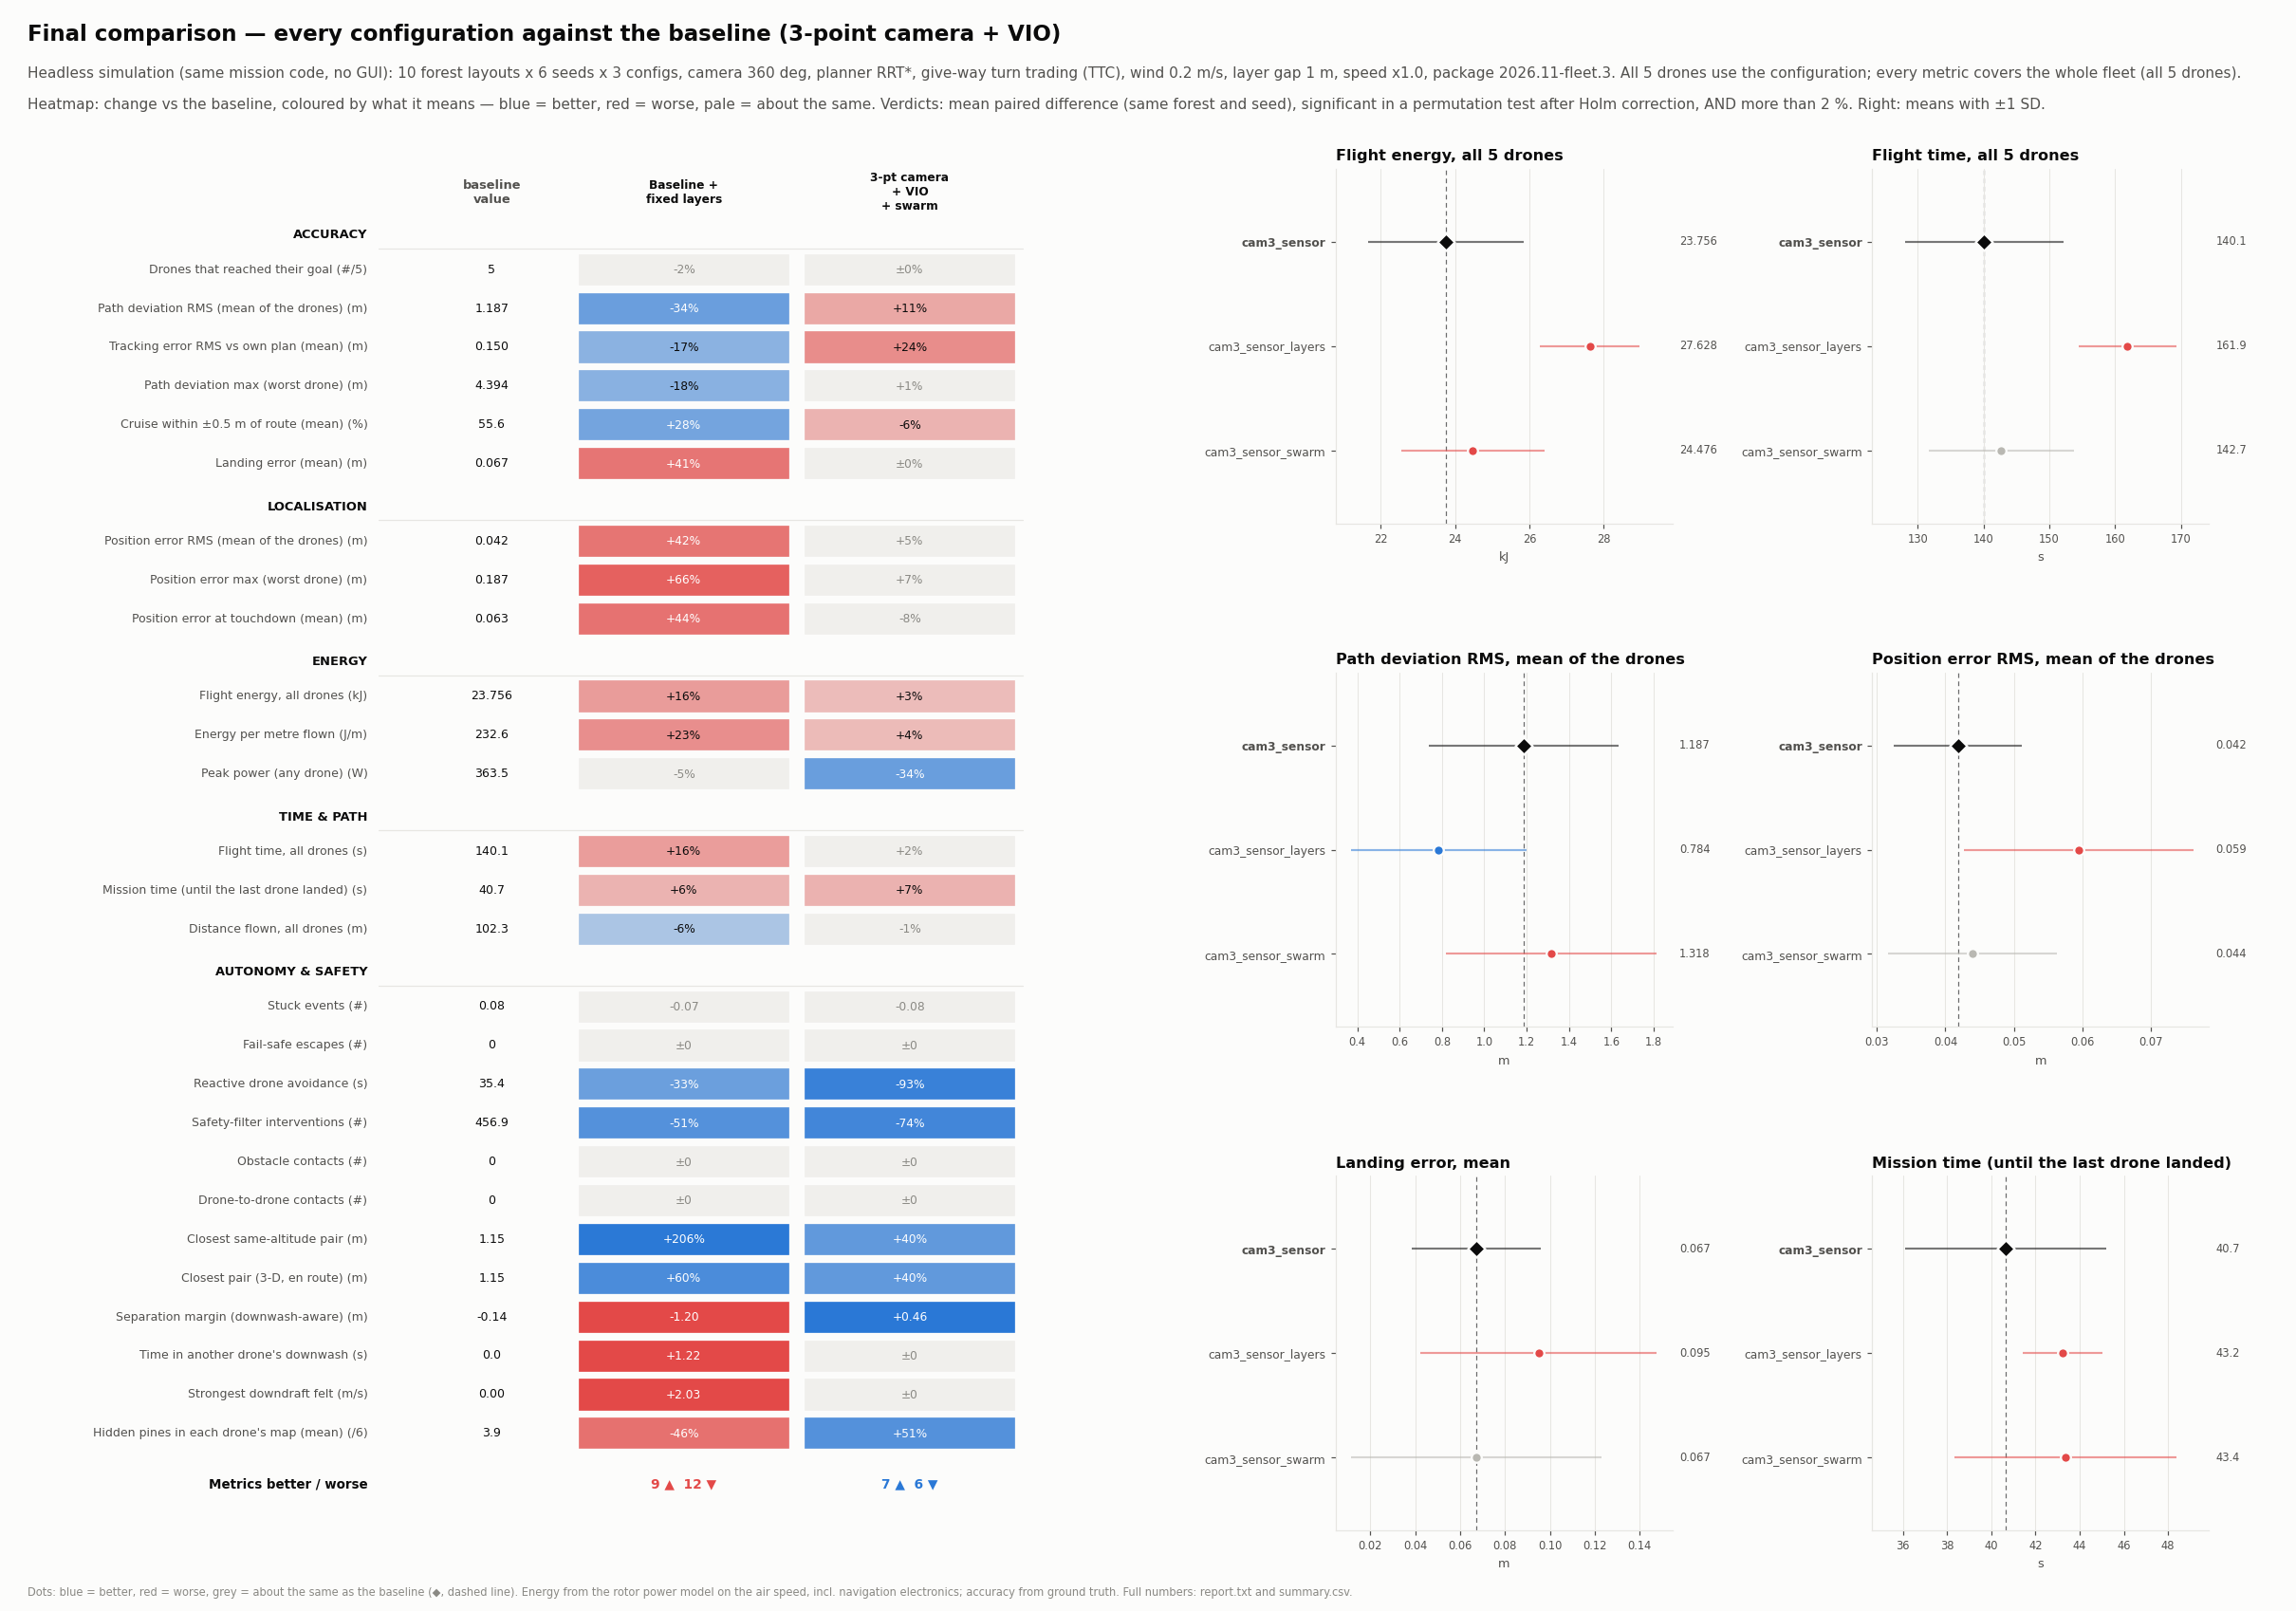 Final comparison — every configuration against the baseline (3-point camera + VIO)
Headless simulation (same mission code, no GUI): 10 forest layouts x 6 seeds x 3 configs, camera 360 deg, planner RRT*, give-way turn trading (TTC), wind 0.2 m/s, layer gap 1 m, speed x1.0, package 2026.11-fleet.3. All 5 drones use the configuration; every metric covers the whole fleet (all 5 drones).
Heatmap: change vs the baseline, coloured by what it means — blue = better, red = worse, pale = about the same. Verdicts: mean paired difference (same forest and seed), significant in a permutation test after Holm correction, AND more than 2 %. Right: means with ±1 SD.
baseline value
Baseline + fixed layers
3-pt camera + VIO + swarm
ACCURACY
Drones that reached their goal (#/5) 5 -2% ±0%
Path deviation RMS (mean of the drones) (m) 1.187 -34% +11%
Tracking error RMS vs own plan (mean) (m) 0.150 -17% +24%
Path deviation max (worst drone) (m) 4.394 -18% +1%
Cruise within ±0.5 m of route (mean) (%) 55.6 +28% -6%
Landing error (mean) (m) 0.067 +41% ±0%
LOCALISATION
Position error RMS (mean of the drones) (m) 0.042 +42% +5%
Position error max (worst drone) (m) 0.187 +66% +7%
Position error at touchdown (mean) (m) 0.063 +44% -8%
ENERGY
Flight energy, all drones (kJ) 23.756 +16% +3%
Energy per metre flown (J/m) 232.6 +23% +4%
Peak power (any drone) (W) 363.5 -5% -34%
TIME & PATH
Flight time, all drones (s) 140.1 +16% +2%
Mission time (until the last drone landed) (s) 40.7 +6% +7%
Distance flown, all drones (m) 102.3 -6% -1%
AUTONOMY & SAFETY
Stuck events (#) 0.08 -0.07 -0.08
Fail-safe escapes (#) 0 ±0 ±0
Reactive drone avoidance (s) 35.4 -33% -93%
Safety-filter interventions (#) 456.9 -51% -74%
Obstacle contacts (#) 0 ±0 ±0
Drone-to-drone contacts (#) 0 ±0 ±0
Closest same-altitude pair (m) 1.15 +206% +40%
Closest pair (3-D, en route) (m) 1.15 +60% +40%
Separation margin (downwash-aware) (m) -0.14 -1.20 +0.46
Time in another drone's downwash (s) 0.0 +1.22 ±0
Strongest downdraft felt (m/s) 0.00 +2.03 ±0
Hidden pines in each drone's map (mean) (/6) 3.9 -46% +51%
Metrics better / worse 9 ▲ 12 ▼ 7 ▲ 6 ▼
Flight energy, all 5 drones
cam3_sensor 23.756
cam3_sensor_layers 27.628
cam3_sensor_swarm 24.476
22 24 26 28
kJ
Flight time, all 5 drones
cam3_sensor 140.1
cam3_sensor_layers 161.9
cam3_sensor_swarm 142.7
130 140 150 160 170
s
Path deviation RMS, mean of the drones
cam3_sensor 1.187
cam3_sensor_layers 0.784
cam3_sensor_swarm 1.318
0.4 0.6 0.8 1.0 1.2 1.4 1.6 1.8
m
Position error RMS, mean of the drones
cam3_sensor 0.042
cam3_sensor_layers 0.059
cam3_sensor_swarm 0.044
0.03 0.04 0.05 0.06 0.07
m
Landing error, mean
cam3_sensor 0.067
cam3_sensor_layers 0.095
cam3_sensor_swarm 0.067
0.02 0.04 0.06 0.08 0.10 0.12 0.14
m
Mission time (until the last drone landed)
cam3_sensor 40.7
cam3_sensor_layers 43.2
cam3_sensor_swarm 43.4
36 38 40 42 44 46 48
s
Dots: blue = better, red = worse, grey = about the same as the baseline (◆, dashed line). Energy from the rotor power model on the air speed, incl. navigation electronics; accuracy from ground truth. Full numbers: report.txt and summary.csv.